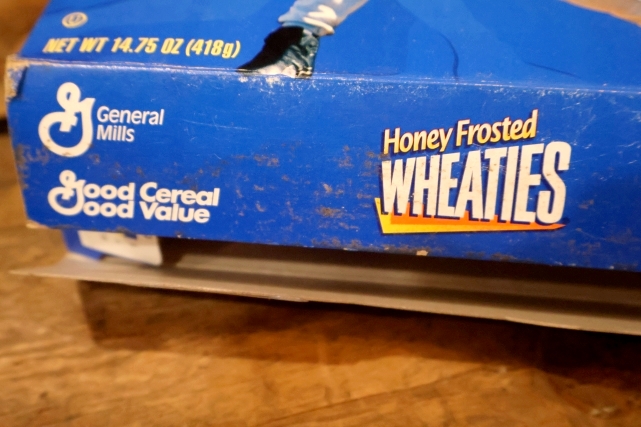 NET WT 14.75 OZ (418g)
General
Mills
Good Cereal
Good Value
Honey Frosted
WHEATIES